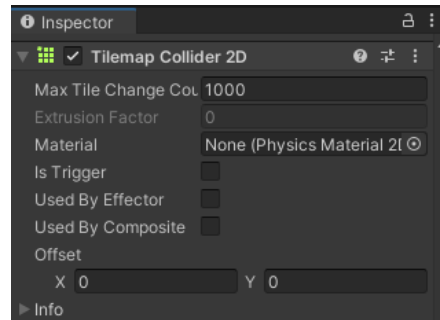 Inspector
Tilemap Collider 2D
Max Tile Change Cou 1000
Extrusion Factor 0
Material None (Physics Material 2D
Is Trigger
Used By Effector
Used By Composite
Offset
X 0 Y 0
Info